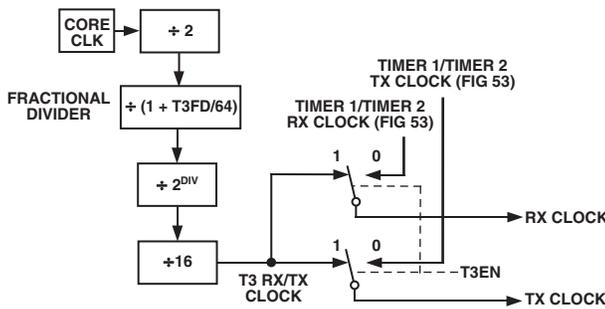 CORE
CLK
÷ 2
FRACTIONAL
DIVIDER
÷ (1 + T3FD/64)
÷ 2^DIV
÷16
TIMER 1/TIMER 2
TX CLOCK (FIG 53)
TIMER 1/TIMER 2
RX CLOCK (FIG 53)
1 0
RX CLOCK
1 0
T3 RX/TX
CLOCK
T3EN
TX CLOCK